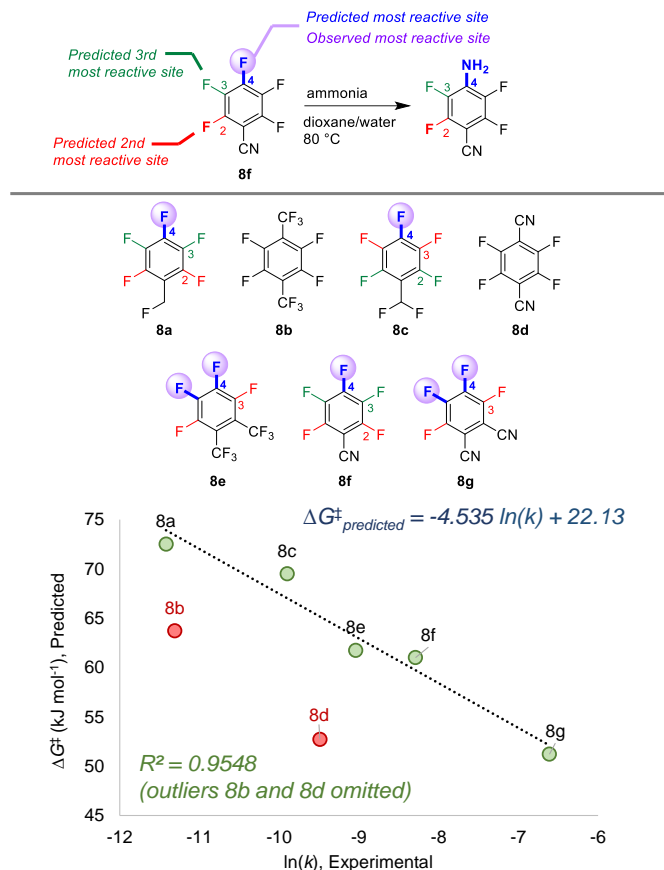 Predicted most reactive site
Observed most reactive site
Predicted 3rd
most reactive site
Predicted 2nd
most reactive site
F
4
F
3
F
F
2
F
CN
8f
ammonia
dioxane/water
80 °C
NH2
4
F
3
F
F
2
F
CN
F
4
F
F
3
F
2
F
F
8a
CF3
F
F
F
F
CF3
8b
F
4
F
F
3
F
2
F
F
F
8c
CN
F
F
F
F
CN
8d
F
F
4
F
3
F
CF3
CF3
8e
F
4
F
F
3
F
2
F
CN
8f
F
F
4
F
3
F
CN
CN
8g
ΔG‡predicted = -4.535 ln(k) + 22.13
75
70
65
60
55
50
45
ΔG‡ (kJ mol-1), Predicted
8a
8c
8b
8e
8f
8d
8g
R² = 0.9548
(outliers 8b and 8d omitted)
-12
-11
-10
-9
-8
-7
-6
ln(k), Experimental